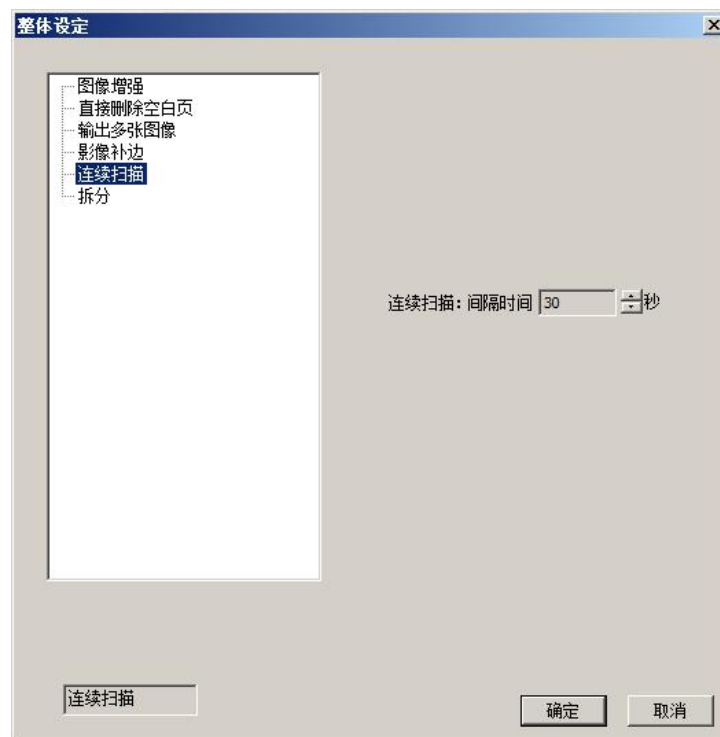 整体设定
图像增强
直接删除空白页
输出多张图像
影像补边
连续扫描
拆分
连续扫描：间隔时间 30 秒
连续扫描
确定 取消